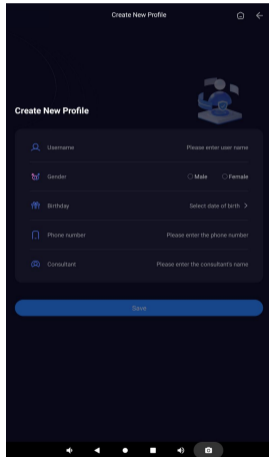 Create New Profile
Create New Profile
Username Please enter user name
Gender Male Female
Birthday Select date of birth
Phone number Please enter the phone number
Consultant Please enter the consultant's name
Save